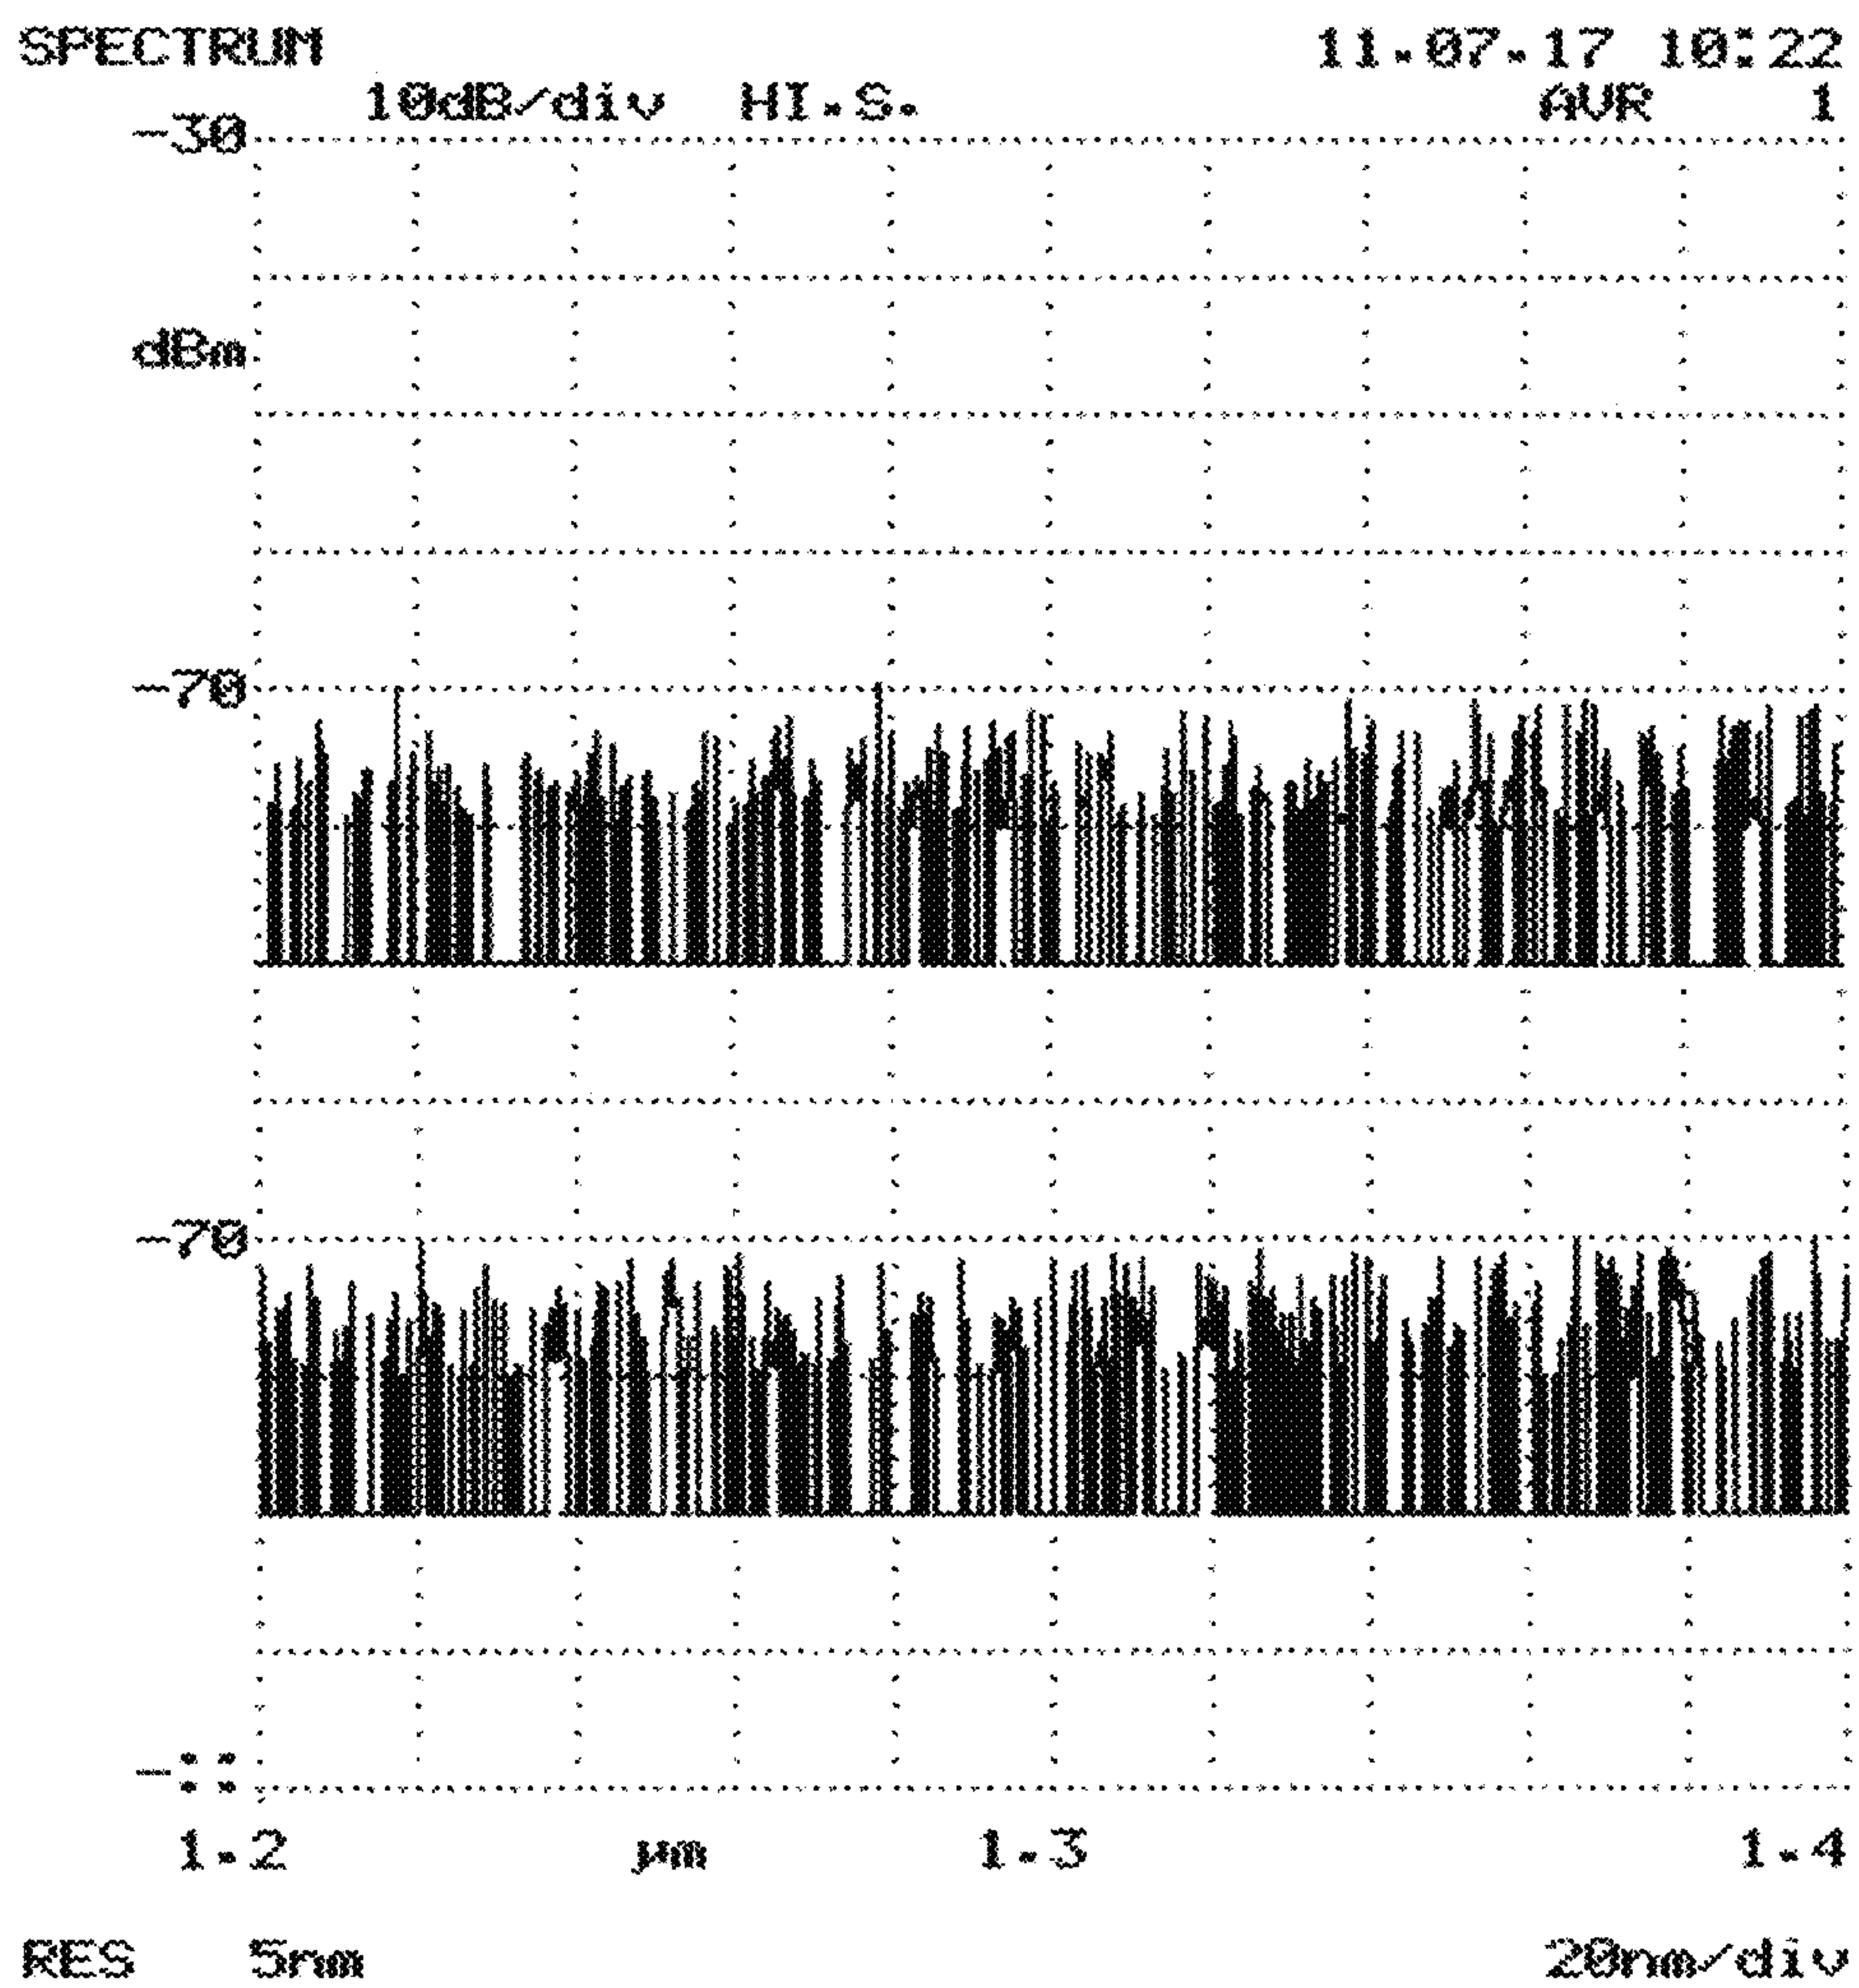 SPECTRUM 11.07.17 10:22
10dB/div HI.S. AVR 1
-30
dBm
-70
-70
-::
1.2 µm 1.3 1.4
RES 5nm 20nm/div